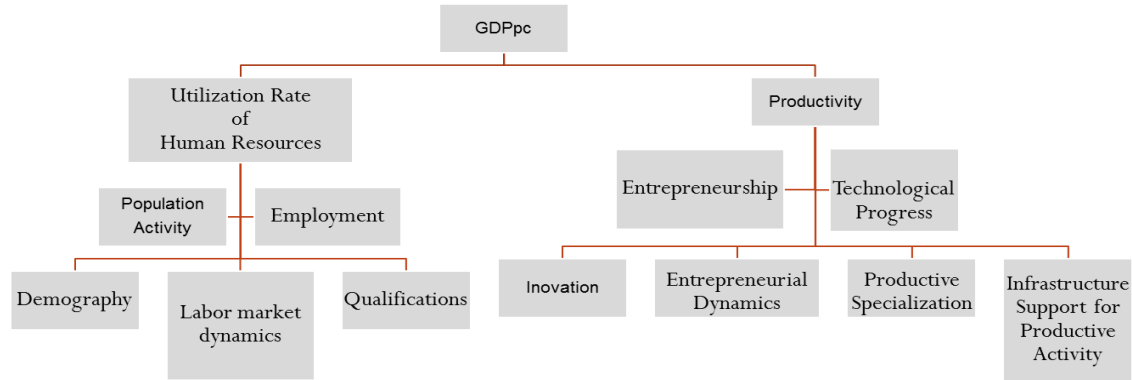 GDPpc
Utilization Rate
of
Human Resources
Productivity
Population
Activity
Employment
Entrepreneurship
Technological
Progress
Demography
Labor market
dynamics
Qualifications
Inovation
Entrepreneurial
Dynamics
Productive
Specialization
Infrastructure
Support for
Productive
Activity